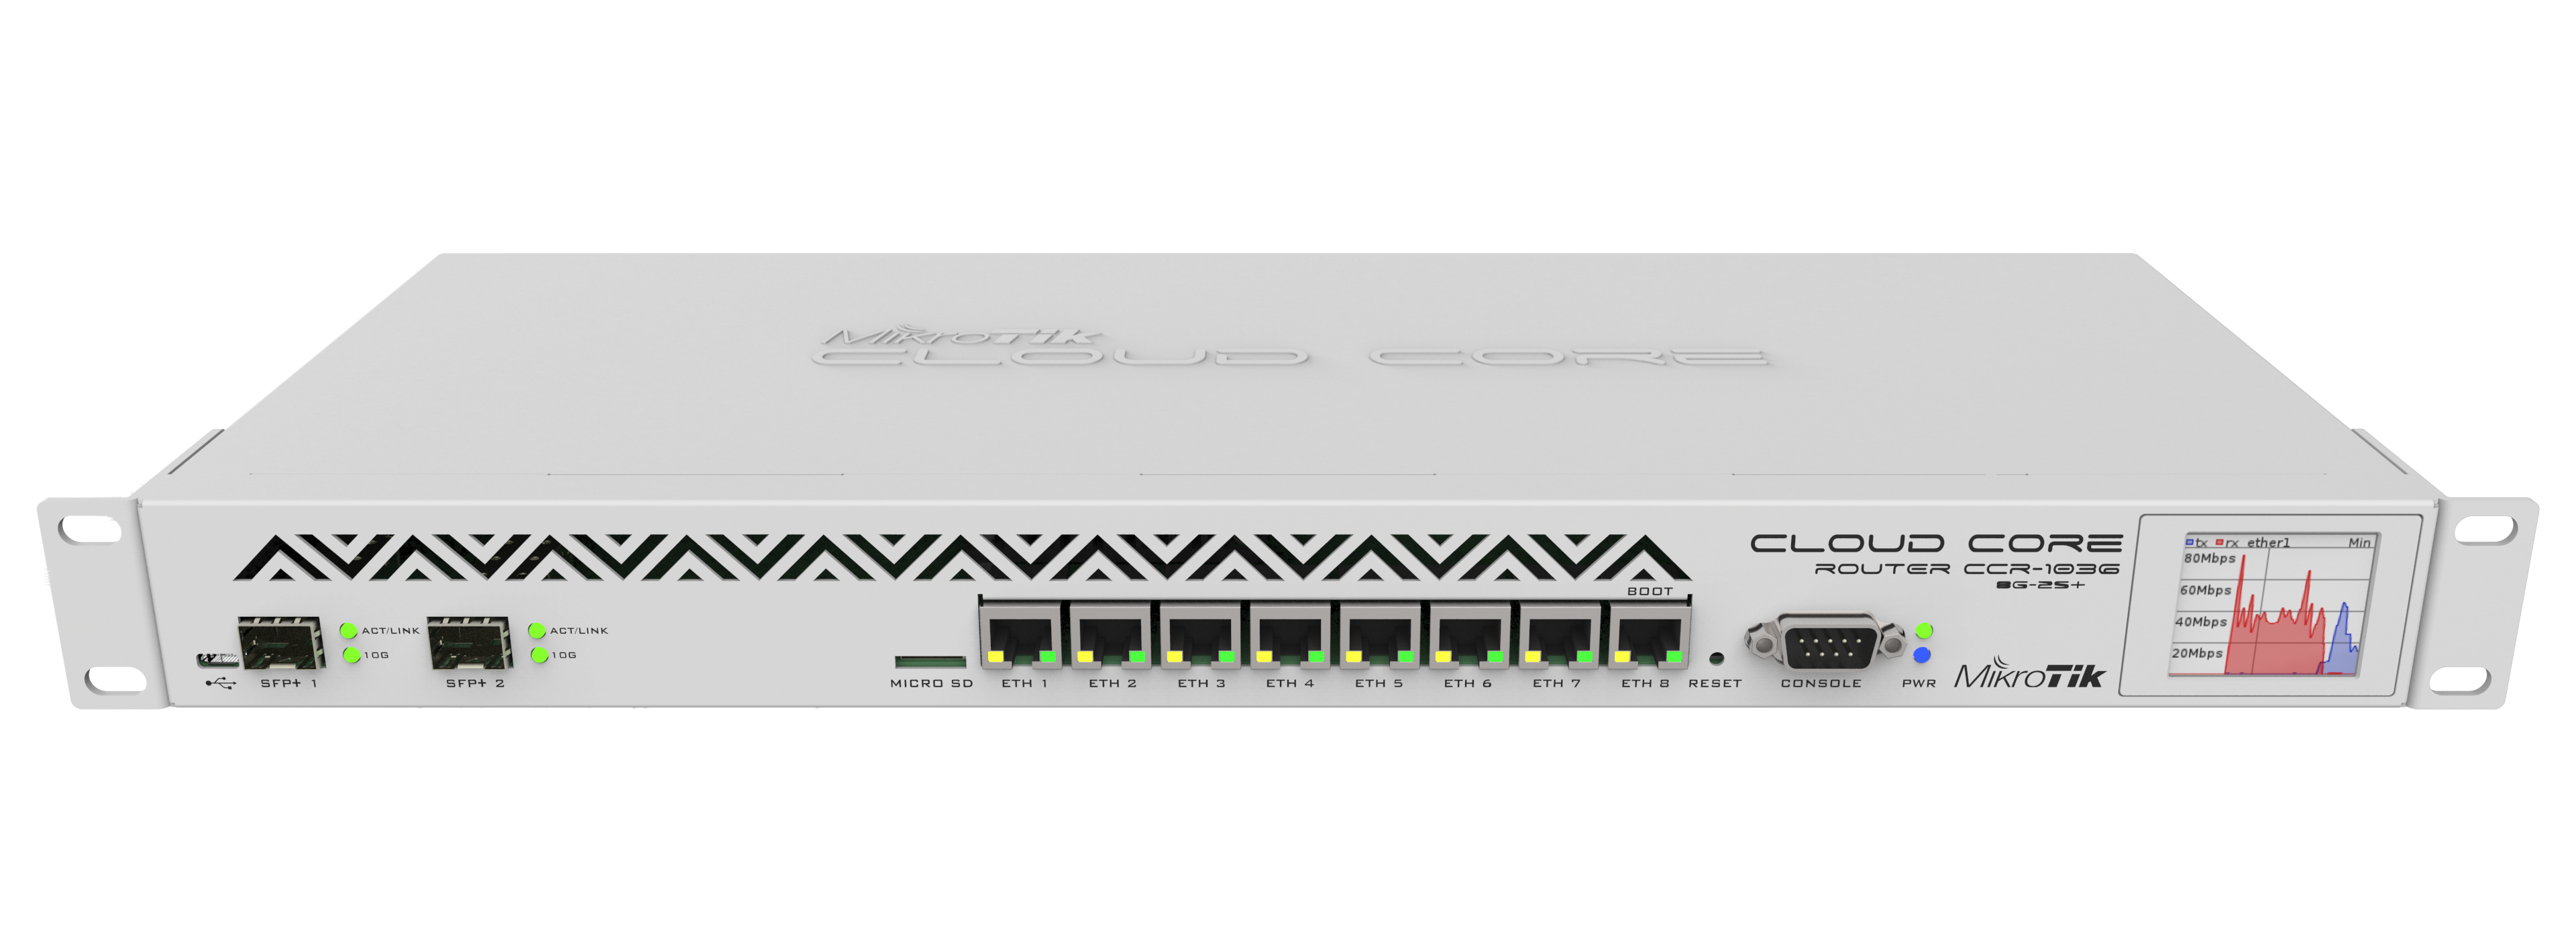 MikroTik
CLOUD CORE
CLOUD CORE
ROUTER CCR-1036
8G-2S+
tx rx ether1 Min
80Mbps
60Mbps
40Mbps
20Mbps
BOOT
ACT/LINK
10G
ACT/LINK
10G
SFP+ 1
SFP+ 2
MICRO SD
ETH 1
ETH 2
ETH 3
ETH 4
ETH 5
ETH 6
ETH 7
ETH 8
RESET
CONSOLE
PWR
MikroTik